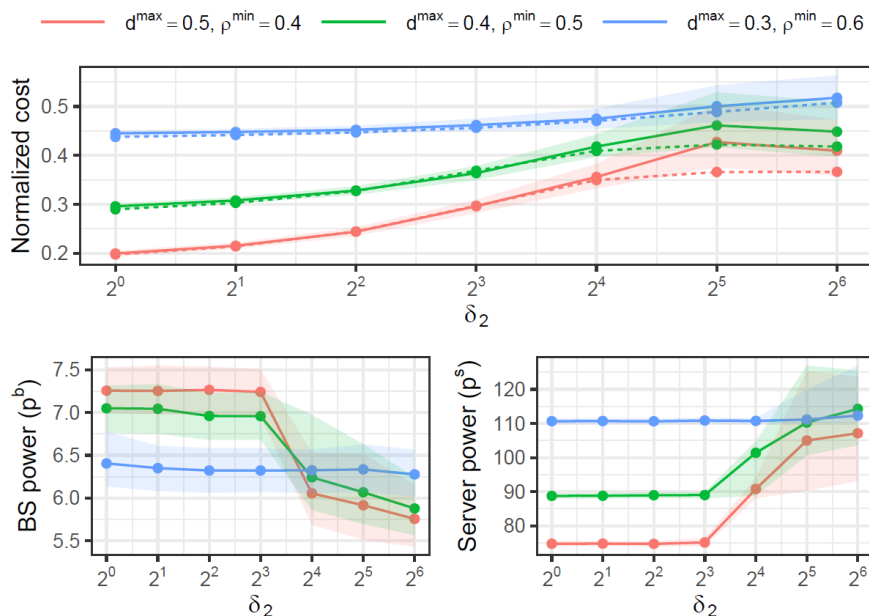 d^max = 0.5, ρ^min = 0.4 d^max = 0.4, ρ^min = 0.5 d^max = 0.3, ρ^min = 0.6
Normalized cost
0.5
0.4
0.3
0.2
2^0 2^1 2^2 2^3 2^4 2^5 2^6
δ_2
BS power (p^b)
7.5
7.0
6.5
6.0
5.5
2^0 2^1 2^2 2^3 2^4 2^5 2^6
δ_2
Server power (p^s)
110
100
90
80
2^0 2^1 2^2 2^3 2^4 2^5 2^6
δ_2